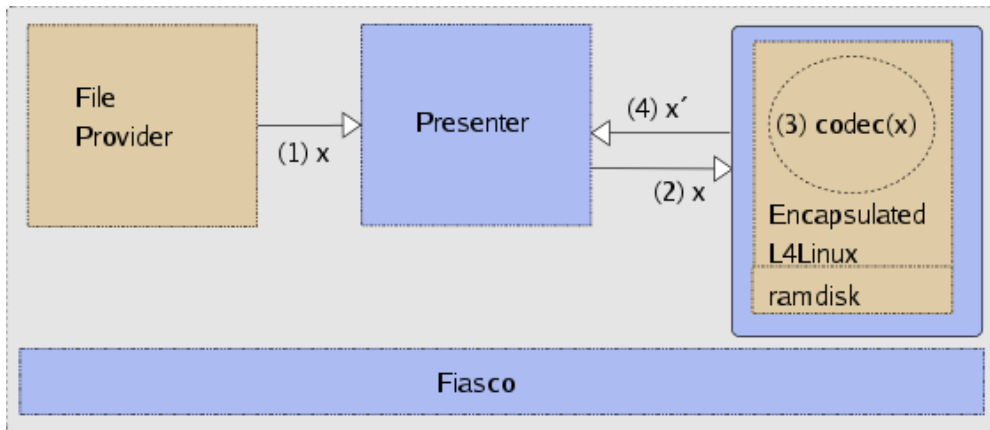 File
Provider
(1) x
Presenter
(4) x´
(2) x
(3) codec(x)
Encapsulated
L4Linux
ramdisk
Fiasco